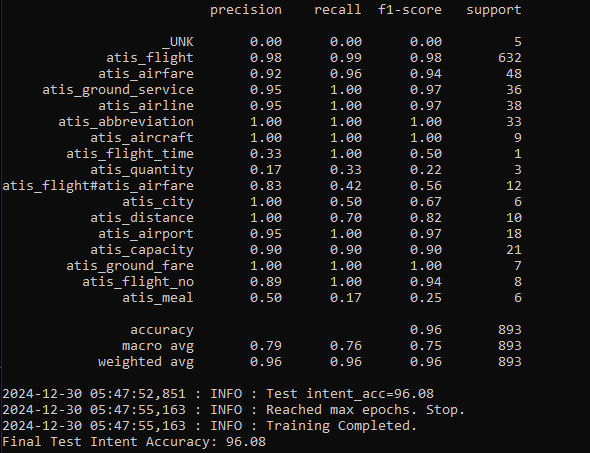 precision recall f1-score support
_UNK 0.00 0.00 0.00 5
atis_flight 0.98 0.99 0.98 632
atis_airfare 0.92 0.96 0.94 48
atis_ground_service 0.95 1.00 0.97 36
atis_airline 0.95 1.00 0.97 38
atis_abbreviation 1.00 1.00 1.00 33
atis_aircraft 1.00 1.00 1.00 9
atis_flight_time 0.33 1.00 0.50 1
atis_quantity 0.17 0.33 0.22 3
atis_flight#atis_airfare 0.83 0.42 0.56 12
atis_city 1.00 0.50 0.67 6
atis_distance 1.00 0.70 0.82 10
atis_airport 0.95 1.00 0.97 18
atis_capacity 0.90 0.90 0.90 21
atis_ground_fare 1.00 1.00 1.00 7
atis_flight_no 0.89 1.00 0.94 8
atis_meal 0.50 0.17 0.25 6
accuracy 0.96 893
macro avg 0.79 0.76 0.75 893
weighted avg 0.96 0.96 0.96 893
2024-12-30 05:47:52,851 : INFO : Test intent_acc=96.08
2024-12-30 05:47:55,163 : INFO : Reached max epochs. Stop.
2024-12-30 05:47:55,163 : INFO : Training Completed.
Final Test Intent Accuracy: 96.08